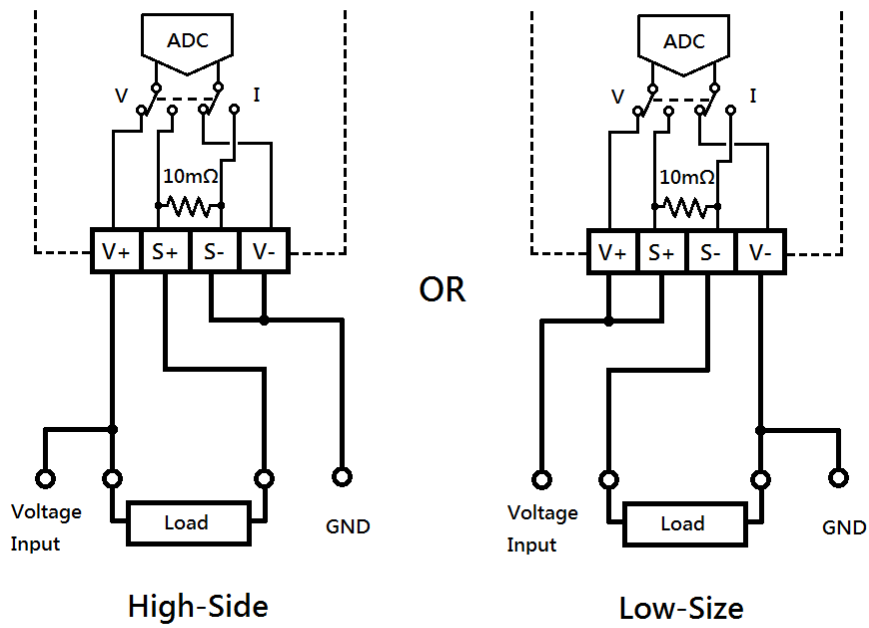 ADC
V
I
10mΩ
V+ S+ S- V-
Voltage
Input
Load
GND
High-Side
OR
ADC
V
I
10mΩ
V+ S+ S- V-
Voltage
Input
Load
GND
Low-Size